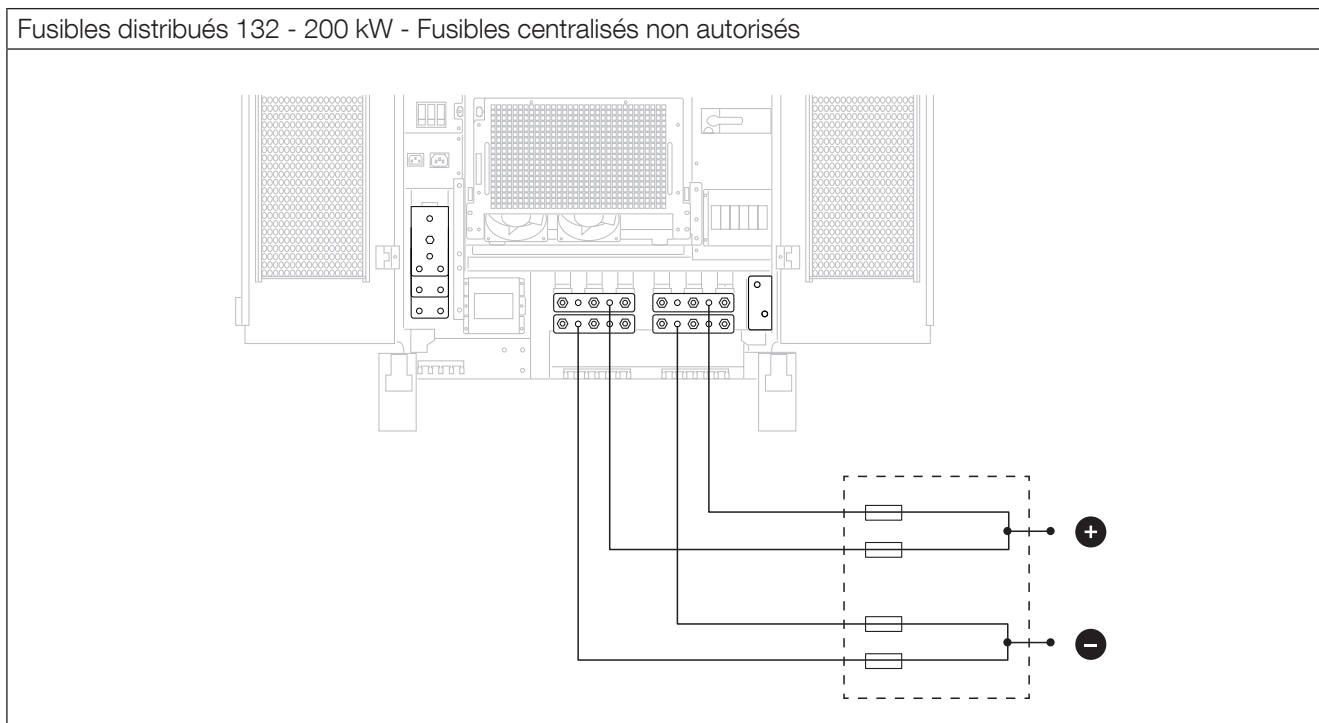 Fusibles distribués 132 - 200 kW - Fusibles centralisés non autorisés
+
–